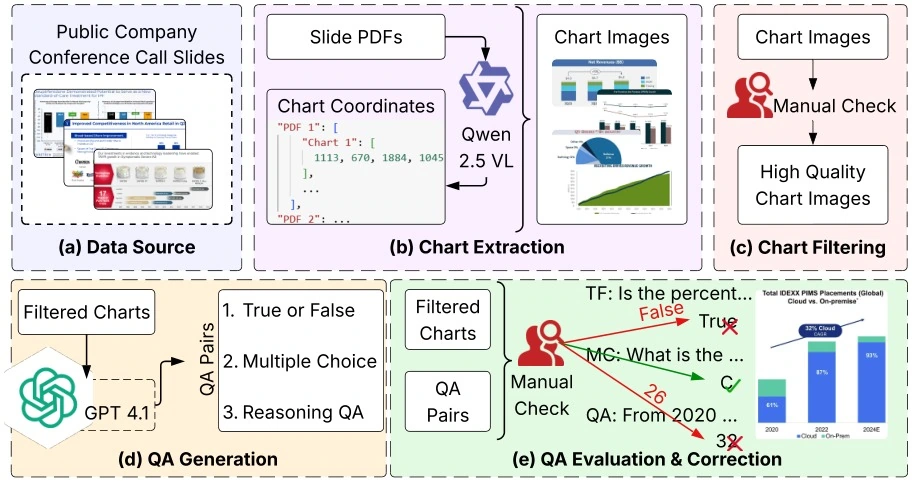 Public Company
Conference Call Slides
(a) Data Source
Slide PDFs
Chart Coordinates
"PDF 1": [
"Chart 1": [
1113, 670, 1884, 1045
],
...
],
"PDF 2": ...
Qwen
2.5 VL
Chart Images
(b) Chart Extraction
Chart Images
Manual Check
High Quality
Chart Images
(c) Chart Filtering
Filtered Charts
GPT 4.1
QA Pairs
1. True or False
2. Multiple Choice
3. Reasoning QA
(d) QA Generation
Filtered
Charts
QA
Pairs
Manual
Check
TF: Is the percent...
False
True
MC: What is the ...
C
26
QA: From 2020 ...
32
Total IDEXX PIMS Placements (Global)
Cloud vs. On-premise
32% Cloud
CAGR
61%
87%
93%
2020
2022
2024E
Cloud
On-Prem
(e) QA Evaluation & Correction